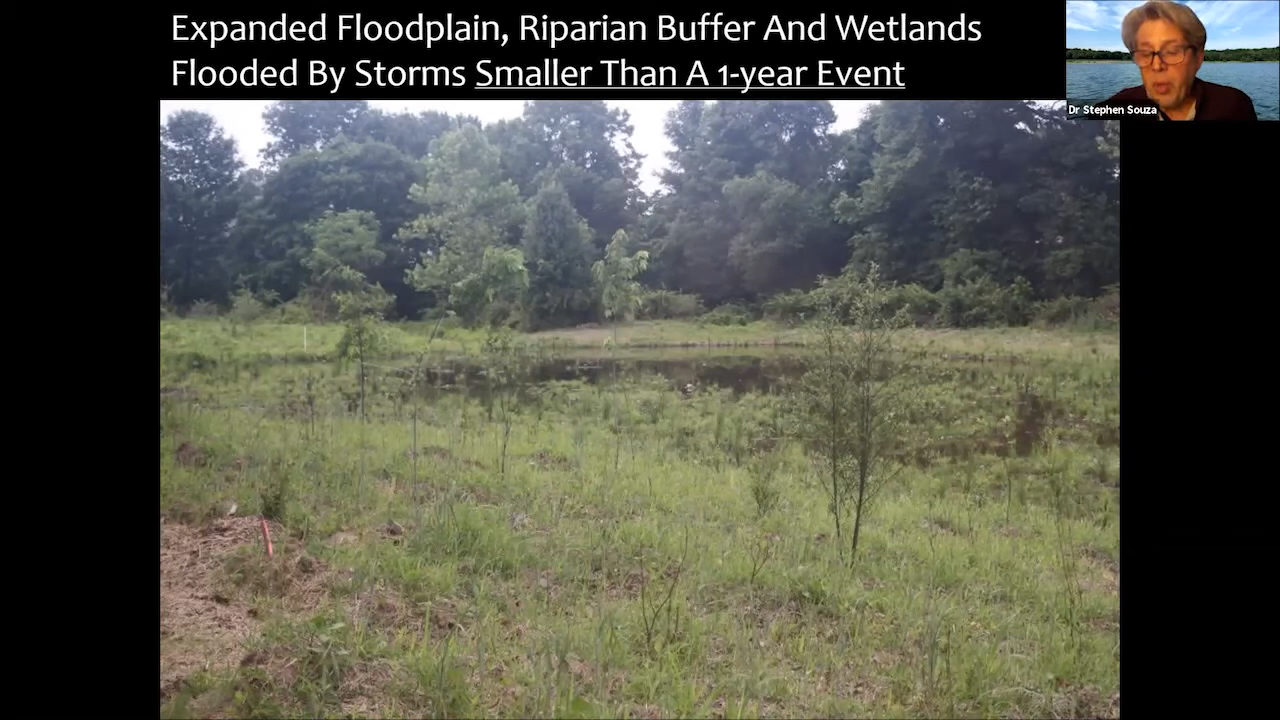 Expanded Floodplain, Riparian Buffer And Wetlands
Flooded By Storms Smaller Than A 1-year Event
Dr Stephen Souza